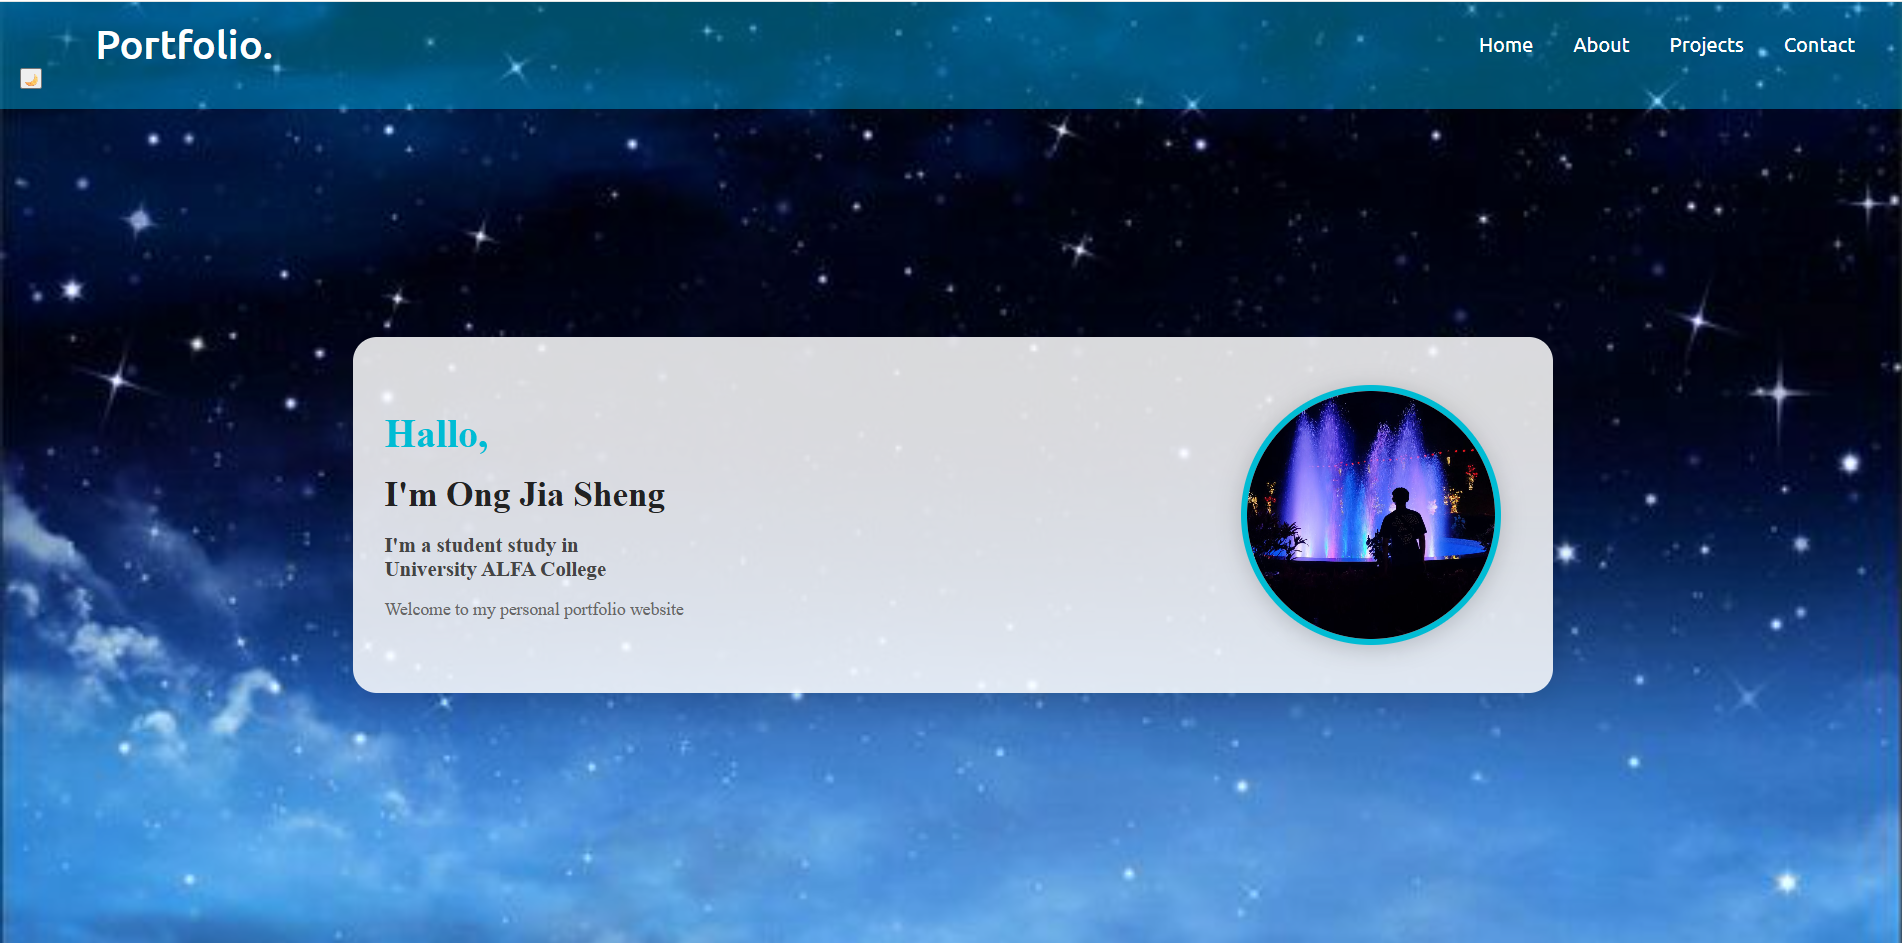 Portfolio.
Home About Projects Contact
Hallo,
I'm Ong Jia Sheng
I'm a student study in
University ALFA College
Welcome to my personal portfolio website